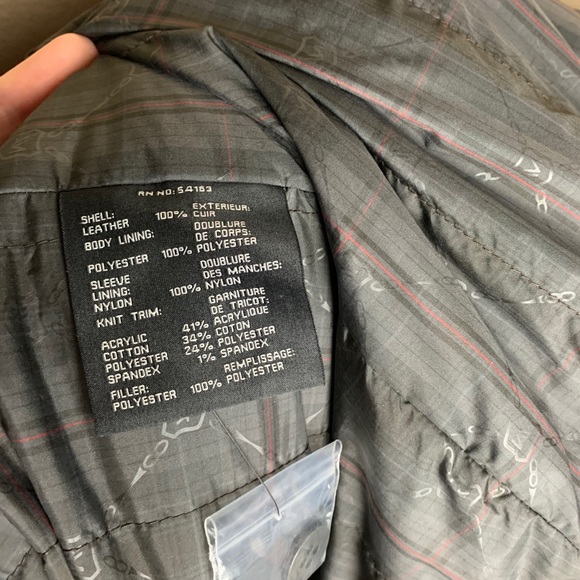 RN NO: 54163
SHELL:
LEATHER 100% EXTERIEUR: CUIR
BODY LINING: DOUBLURE DE CORPS:
POLYESTER 100% POLYESTER
SLEEVE LINING: DOUBLURE DES MANCHES:
NYLON 100% NYLON
KNIT TRIM: GARNITURE DE TRICOT:
ACRYLIC 41% ACRYLIQUE
COTTON 34% COTON
POLYESTER 24% POLYESTER
SPANDEX 1% SPANDEX
FILLER: REMPLISSAGE:
POLYESTER 100% POLYESTER